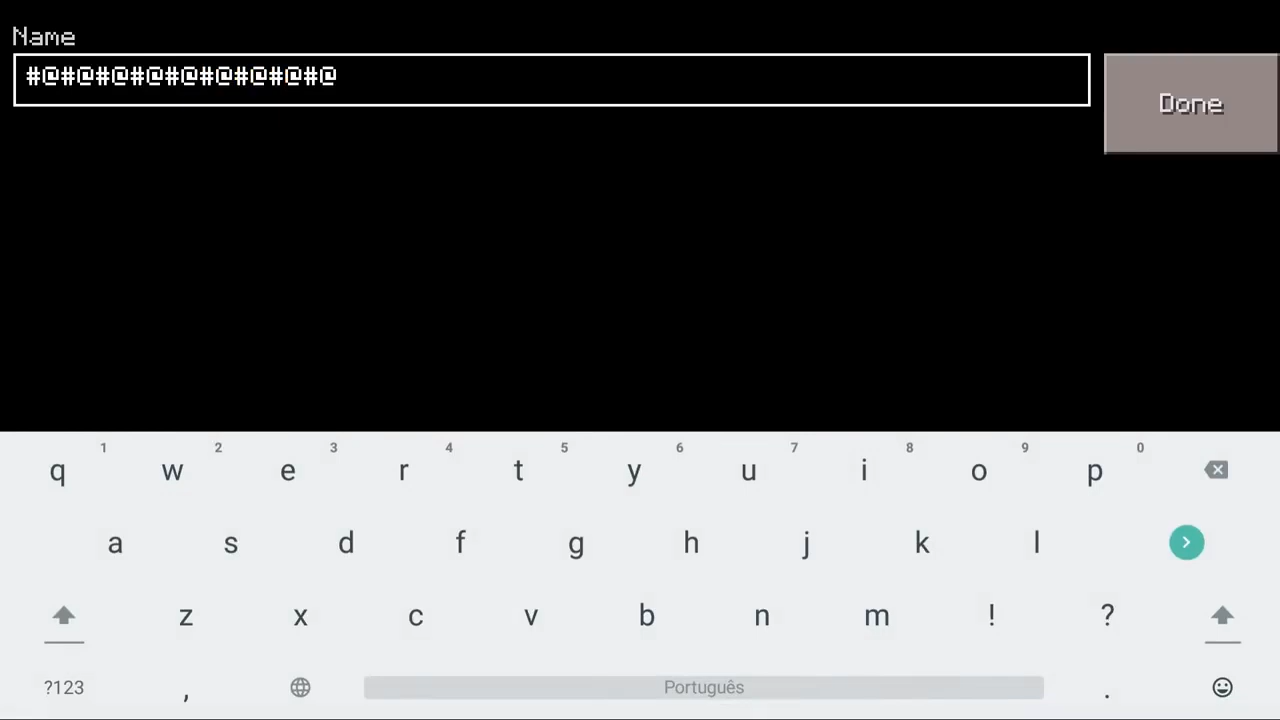 Name
#@#@#@#@#@#@#@#@#@
Done
1 2 3 4 5 6 7 8 9 0
q w e r t y u i o p
a s d f g h j k l
z x c v b n m ! ?
?123 , Português .